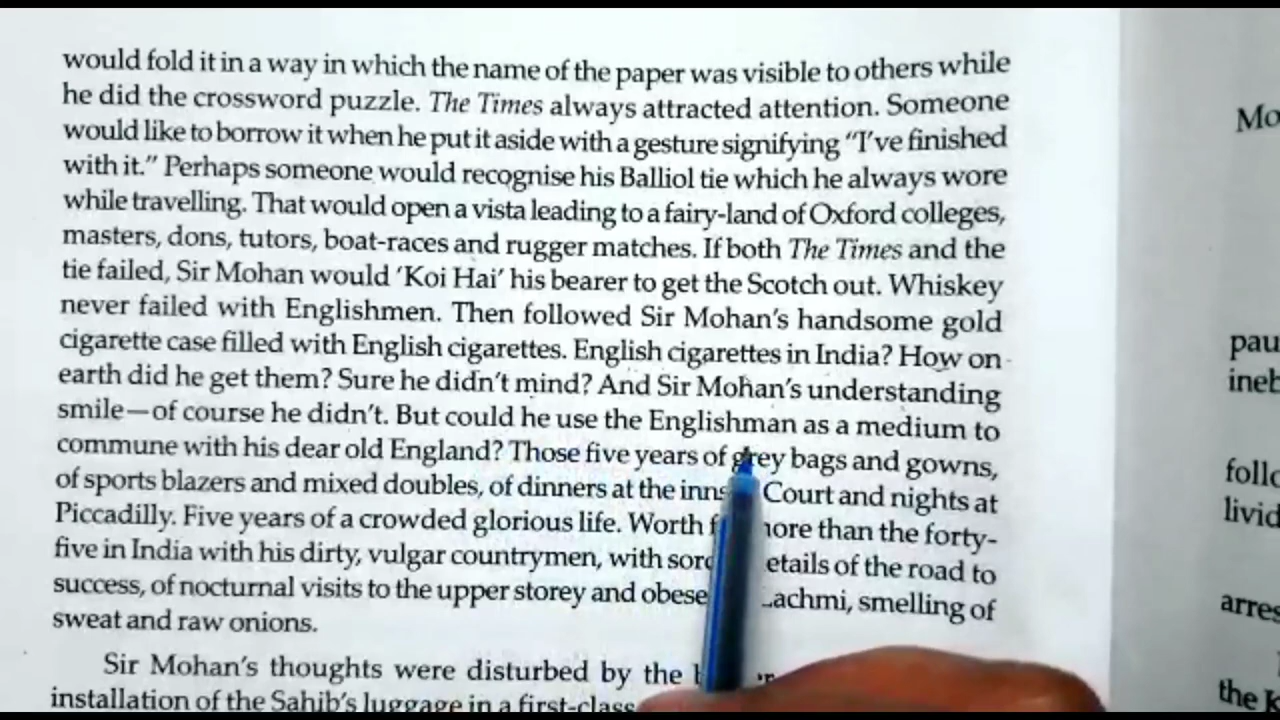 would fold it in a way in which the name of the paper was visible to others while
he did the crossword puzzle. The Times always attracted attention. Someone
would like to borrow it when he put it aside with a gesture signifying "I've finished
with it." Perhaps someone would recognise his Balliol tie which he always wore
while travelling. That would open a vista leading to a fairy-land of Oxford colleges,
masters, dons, tutors, boat-races and rugger matches. If both The Times and the
tie failed, Sir Mohan would 'Koi Hai' his bearer to get the Scotch out. Whiskey
never failed with Englishmen. Then followed Sir Mohan's handsome gold
cigarette case filled with English cigarettes. English cigarettes in India? How on
earth did he get them? Sure he didn't mind? And Sir Mohan's understanding
smile—of course he didn't. But could he use the Englishman as a medium to
commune with his dear old England? Those five years of grey bags and gowns,
of sports blazers and mixed doubles, of dinners at the inns Court and nights at
Piccadilly. Five years of a crowded glorious life. Worth more than the forty-
five in India with his dirty, vulgar countrymen, with details of the road to
success, of nocturnal visits to the upper storey and obese Lachmi, smelling of
sweat and raw onions.
Sir Mohan's thoughts were disturbed by the
installation of the Sahib's luggage in a first-class
Mo
pau
ineb
follo
livid
arres
the K